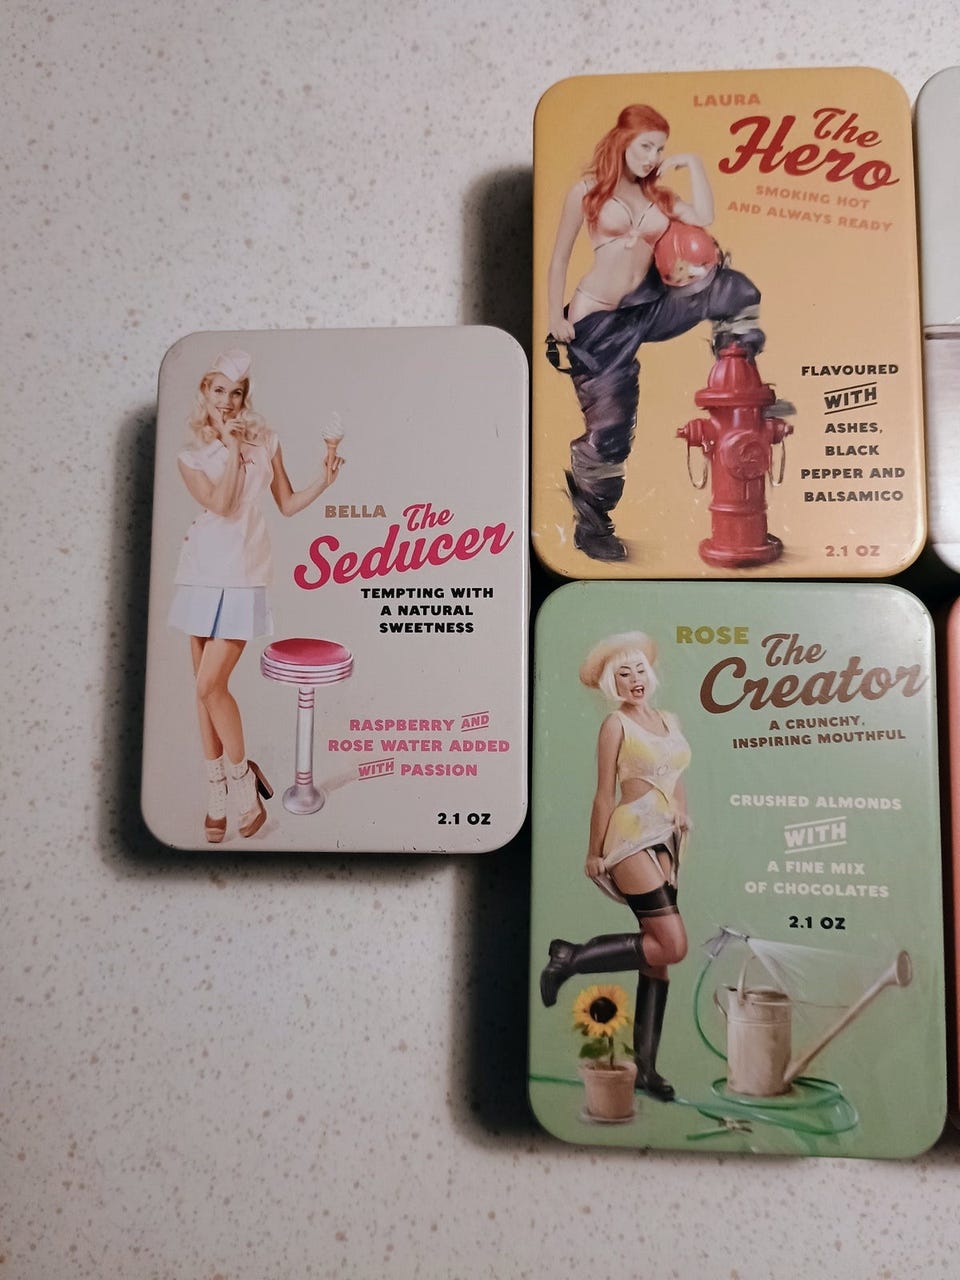 LAURA
The
Hero
SMOKING HOT
AND ALWAYS READY
FLAVOURED
WITH
ASHES,
BLACK
PEPPER AND
BALSAMICO
2.1 OZ
BELLA The
Seducer
TEMPTING WITH
A NATURAL
SWEETNESS
RASPBERRY AND
ROSE WATER ADDED
WITH PASSION
2.1 OZ
ROSE The
Creator
A CRUNCHY,
INSPIRING MOUTHFUL
CRUSHED ALMONDS
WITH
A FINE MIX
OF CHOCOLATES
2.1 OZ